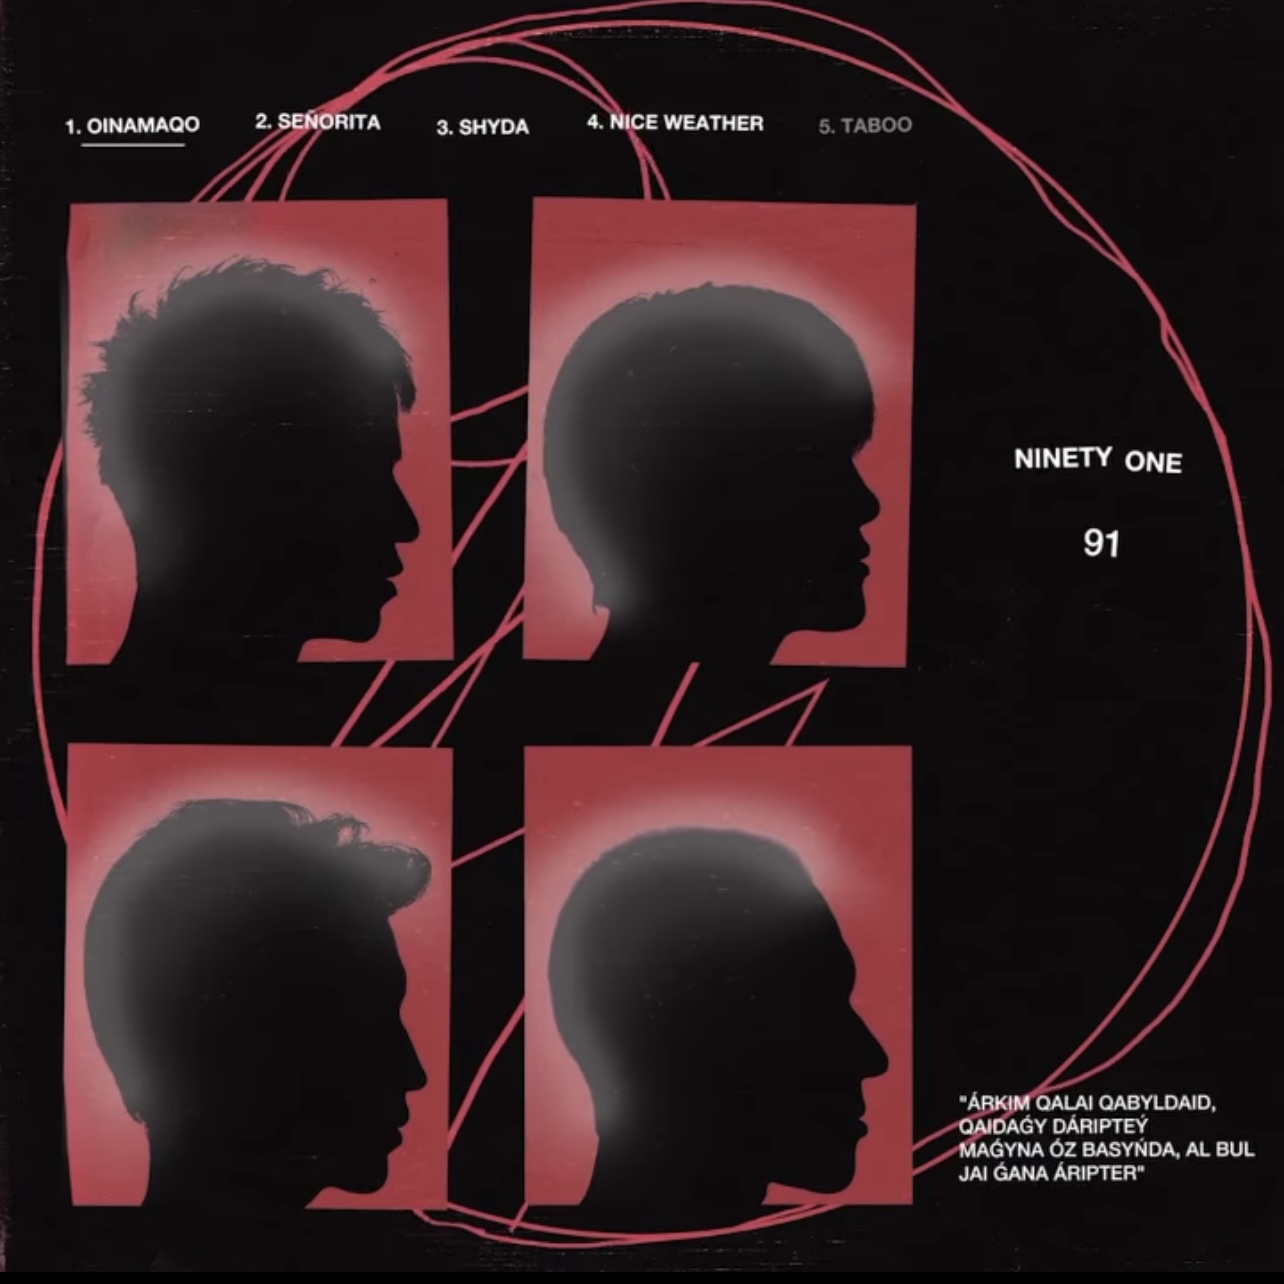 1. OINAMAQO
2. SEÑORITA
3. SHYDA
4. NICE WEATHER
5. TABOO
NINETY ONE
91
"ÁRKIM QALAI QABYLDAID,
QAIDAǴY DÁRIPTEÝ
MAǴYNA ÓZ BASYŃDA, AL BUL
JAI ǴANA ÁRIPTER"